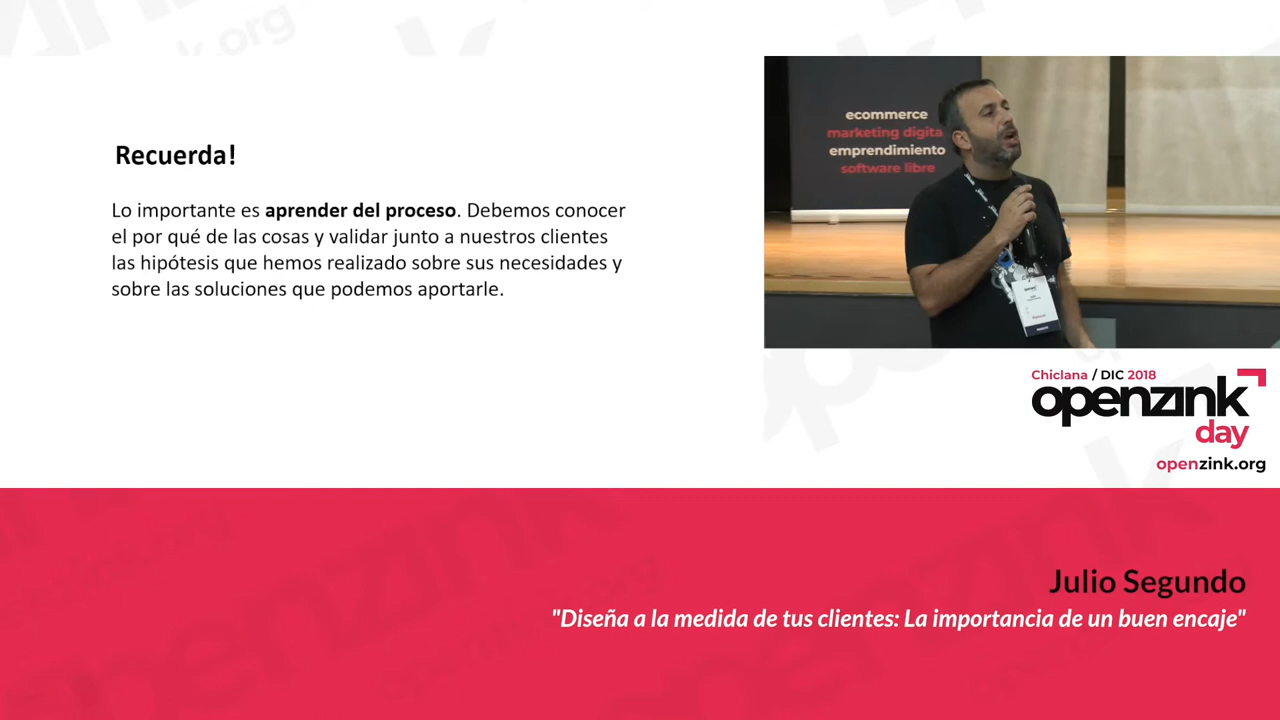 Recuerda!
Lo importante es aprender del proceso. Debemos conocer
el por qué de las cosas y validar junto a nuestros clientes
las hipótesis que hemos realizado sobre sus necesidades y
sobre las soluciones que podemos aportarle.
ecommerce
marketing digita
emprendimiento
software libre
Chiclana / DIC 2018
openzink
day
openzink.org
Julio Segundo
"Diseña a la medida de tus clientes: La importancia de un buen encaje"